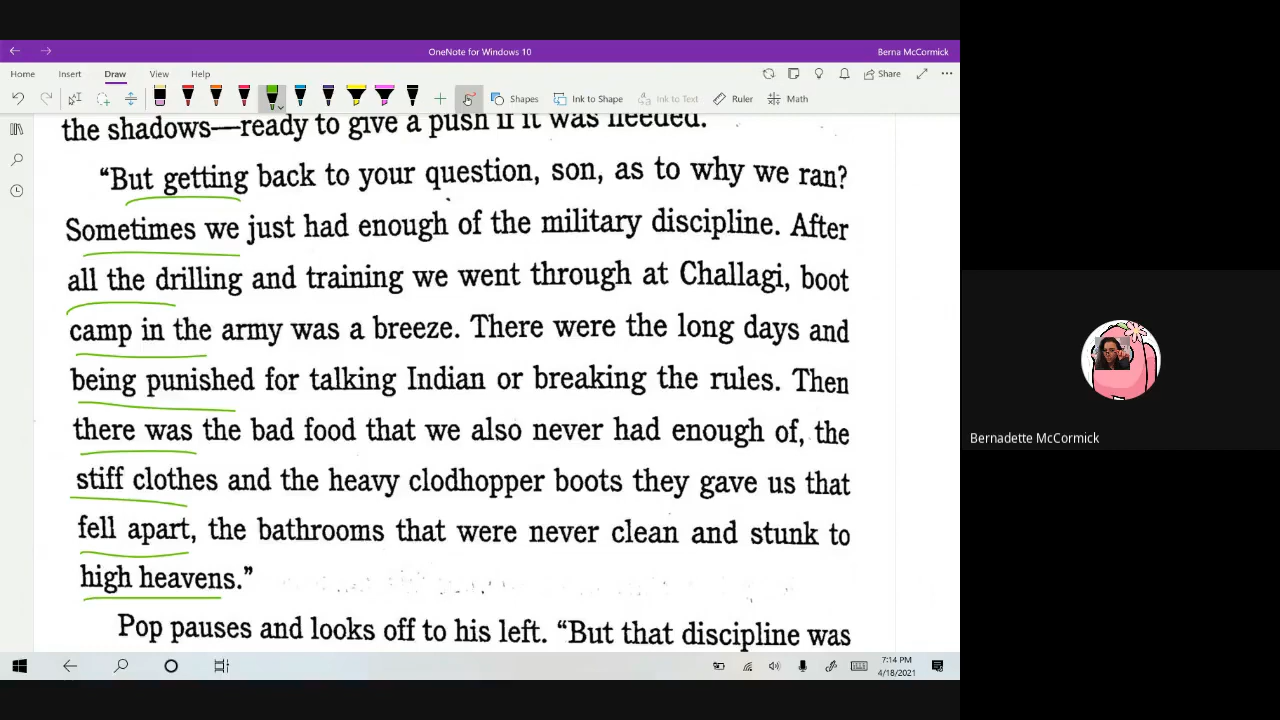 OneNote for Windows 10
Berna McCormick
Home Insert Draw View Help
Share
Shapes Ink to Shape Ink to Text Ruler Math
the shadows—ready to give a push if it was needed.
"But getting back to your question, son, as to why we ran?
Sometimes we just had enough of the military discipline. After
all the drilling and training we went through at Challagi, boot
camp in the army was a breeze. There were the long days and
being punished for talking Indian or breaking the rules. Then
there was the bad food that we also never had enough of, the
stiff clothes and the heavy clodhopper boots they gave us that
fell apart, the bathrooms that were never clean and stunk to
high heavens."
Pop pauses and looks off to his left. "But that discipline was
7:14 PM
4/18/2021
Bernadette McCormick